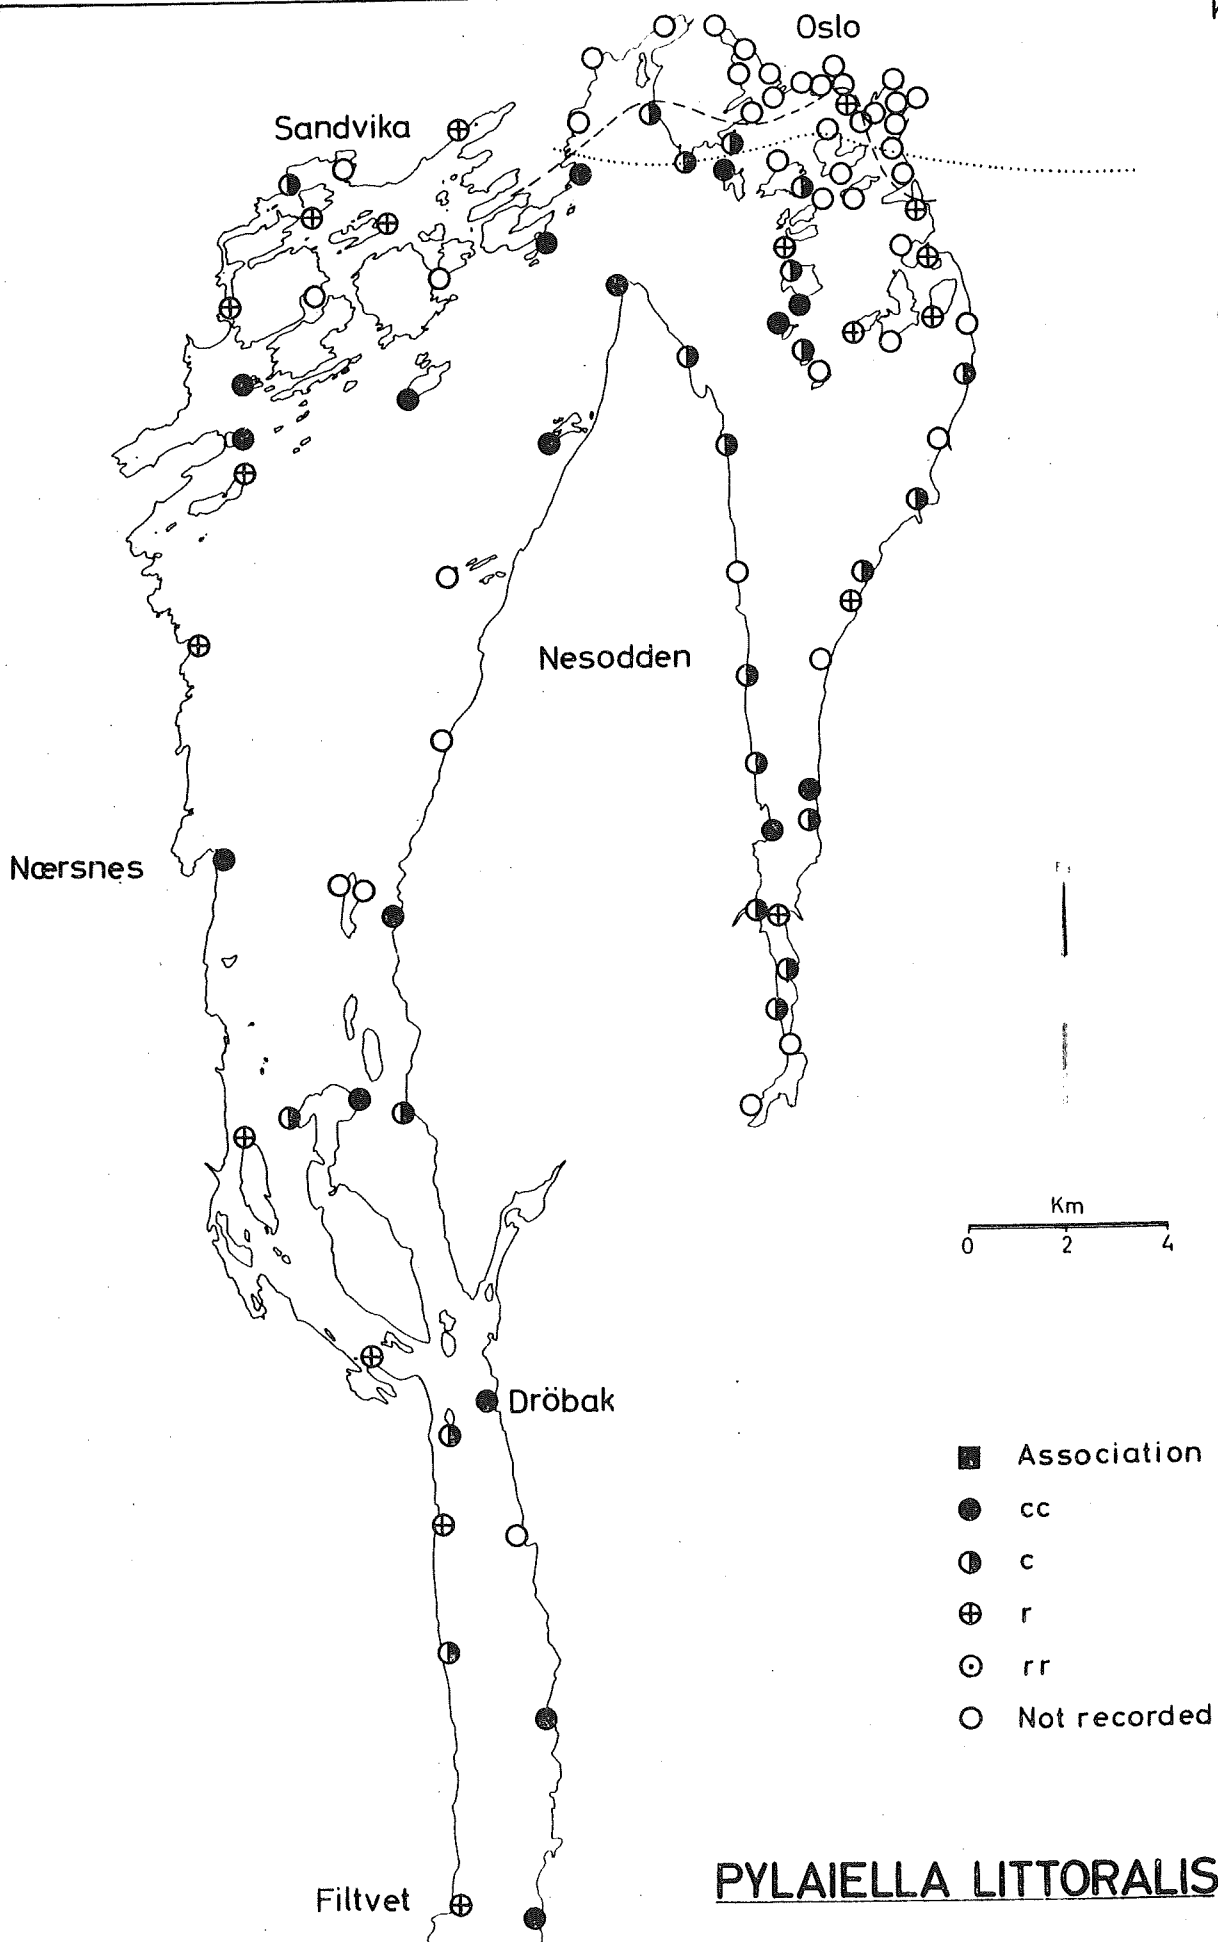 Oslo
Sandvika
Nesodden
Nærsnes
Km
0 2 4
Dröbak
Association
cc
c
r
rr
Not recorded
Filtvet
PYLAIELLA LITTORALIS